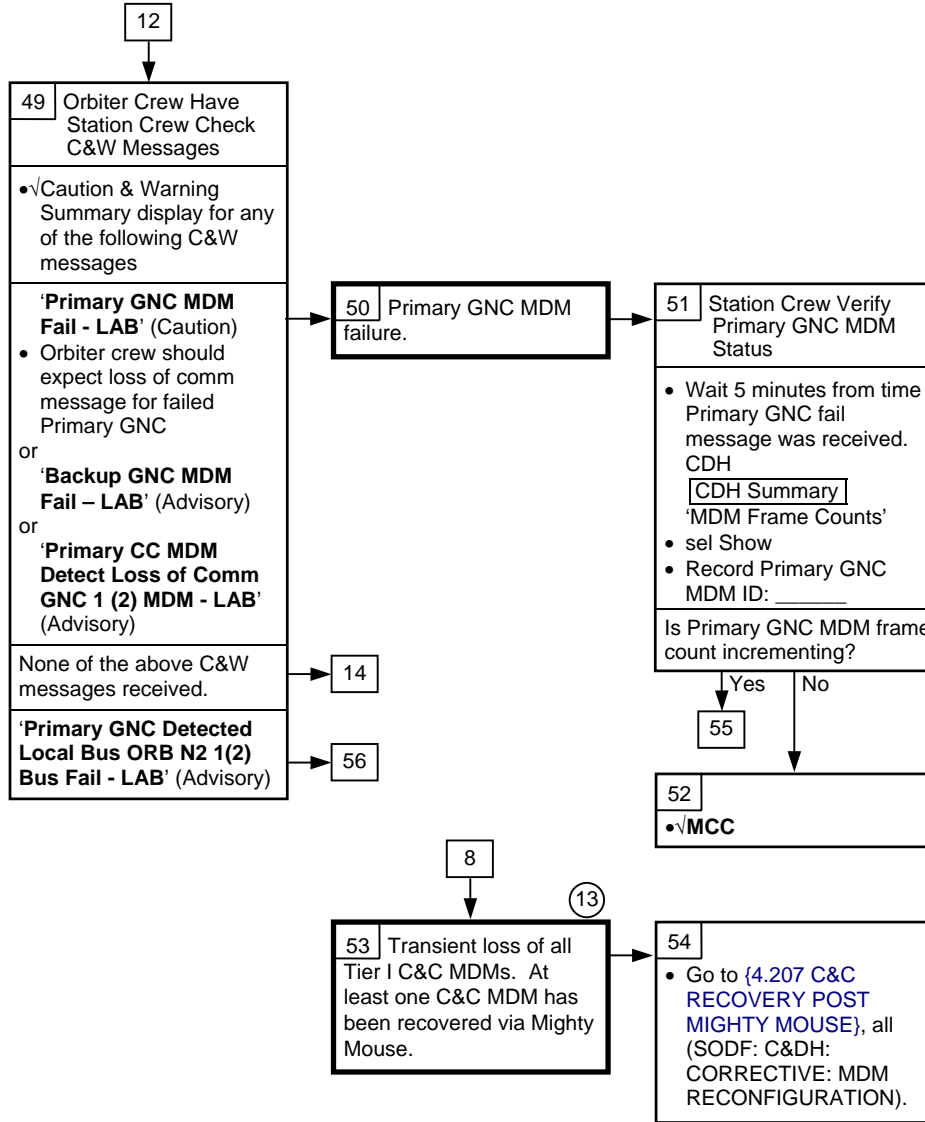 12
49 Orbiter Crew Have
Station Crew Check
C&W Messages
•√Caution & Warning
Summary display for any
of the following C&W
messages
‘Primary GNC MDM
Fail - LAB’ (Caution)
• Orbiter crew should
expect loss of comm
message for failed
Primary GNC
or
‘Backup GNC MDM
Fail – LAB’ (Advisory)
or
‘Primary CC MDM
Detect Loss of Comm
GNC 1 (2) MDM - LAB’
(Advisory)
None of the above C&W
messages received.
14
‘Primary GNC Detected
Local Bus ORB N2 1(2)
Bus Fail - LAB’ (Advisory)
56
50 Primary GNC MDM
failure.
51 Station Crew Verify
Primary GNC MDM
Status
• Wait 5 minutes from time
Primary GNC fail
message was received.
CDH
CDH Summary
‘MDM Frame Counts’
• sel Show
• Record Primary GNC
MDM ID: ______
Is Primary GNC MDM frame
count incrementing?
Yes No
55
52
•√MCC
8
13
53 Transient loss of all
Tier I C&C MDMs. At
least one C&C MDM has
been recovered via Mighty
Mouse.
54
• Go to {4.207 C&C
RECOVERY POST
MIGHTY MOUSE}, all
(SODF: C&DH:
CORRECTIVE: MDM
RECONFIGURATION).